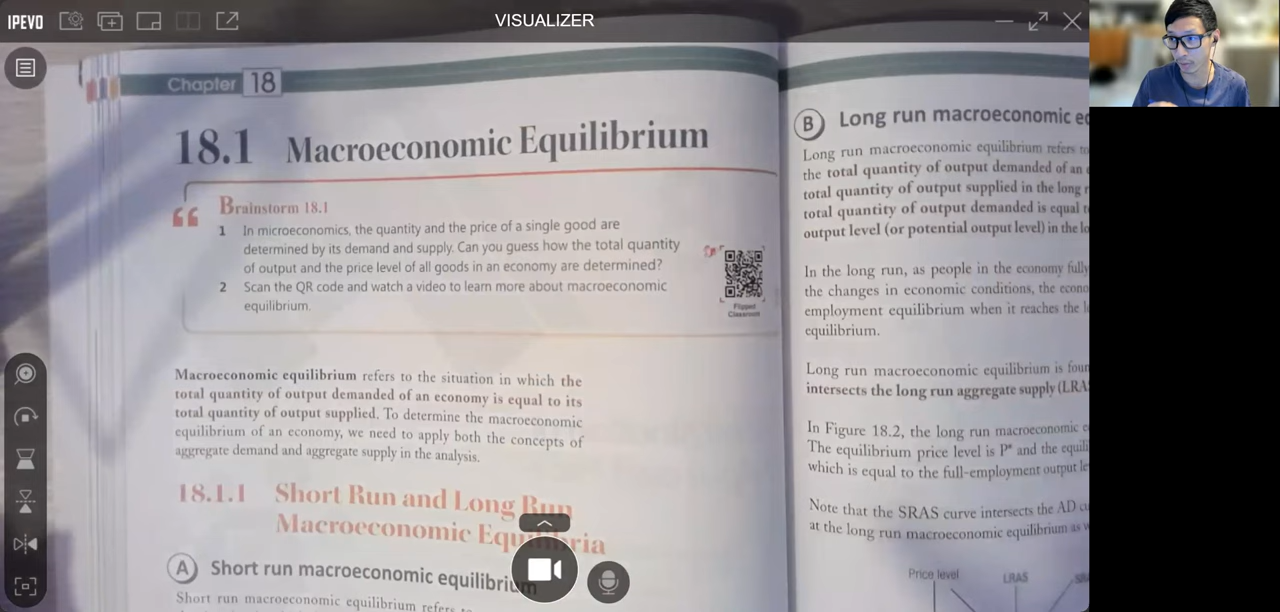 IPEVO
VISUALIZER
Chapter 18
18.1 Macroeconomic Equilibrium
Brainstorm 18.1
1 In microeconomics, the quantity and the price of a single good are
determined by its demand and supply. Can you guess how the total quantity
of output and the price level of all goods in an economy are determined?
2 Scan the QR code and watch a video to learn more about macroeconomic
equilibrium.
Flipped
Classroom
Macroeconomic equilibrium refers to the situation in which the
total quantity of output demanded of an economy is equal to its
total quantity of output supplied. To determine the macroeconomic
equilibrium of an economy, we need to apply both the concepts of
aggregate demand and aggregate supply in the analysis.
18.1.1 Short Run and Long Run
Macroeconomic Equilibria
A Short run macroeconomic equilibrium
Short run macroeconomic equilibrium refers
B Long run macroeconomic
Long run macroeconomic equilibrium refers
the total quantity of output demanded of an
total quantity of output supplied in the long
total quantity of output demanded is equal
output level (or potential output level) in the
In the long run, as people in the economy fully
the changes in economic conditions, the
employment equilibrium when it reaches the
equilibrium.
Long run macroeconomic equilibrium is
intersects the long run aggregate supply
In Figure 18.2, the long run macroeconomic
The equilibrium price level is P* and the
which is equal to the full-employment output
Note that the SRAS curve intersects the AD
at the long run macroeconomic equilibrium as
Price level
LRAS